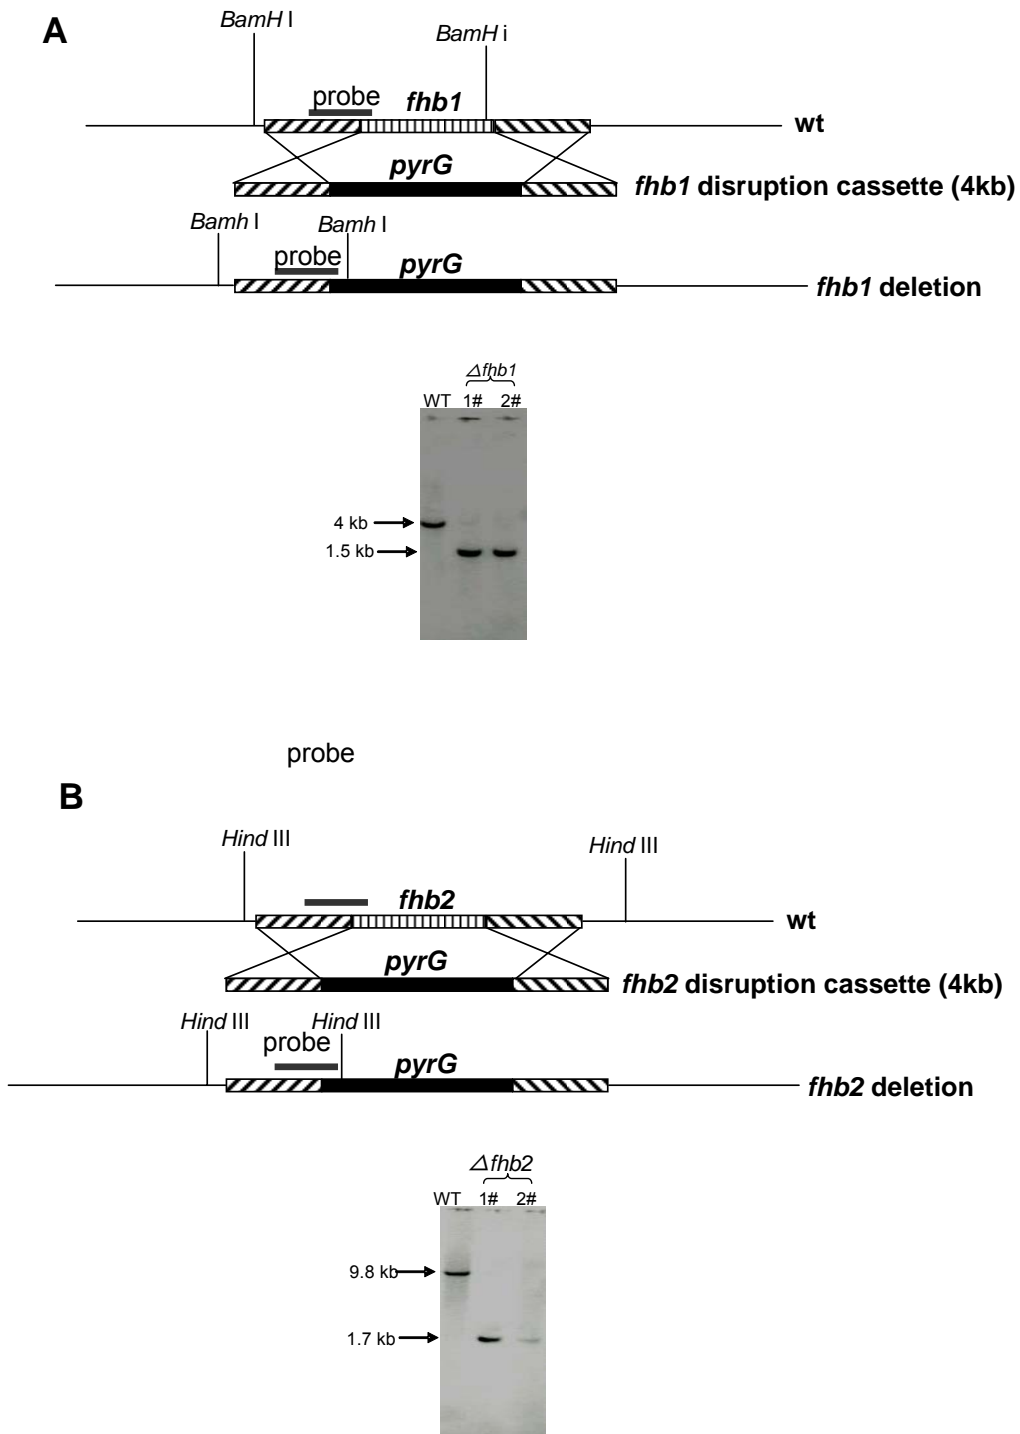 A
BamH I
BamH i
probe
fhb1
wt
pyrG
fhb1 disruption cassette (4kb)
Bamh I
Bamh I
probe
pyrG
fhb1 deletion
△fhb1
WT 1# 2#
4 kb
1.5 kb
probe
B
Hind III
Hind III
fhb2
wt
pyrG
fhb2 disruption cassette (4kb)
Hind III
Hind III
probe
pyrG
fhb2 deletion
△fhb2
WT 1# 2#
9.8 kb
1.7 kb